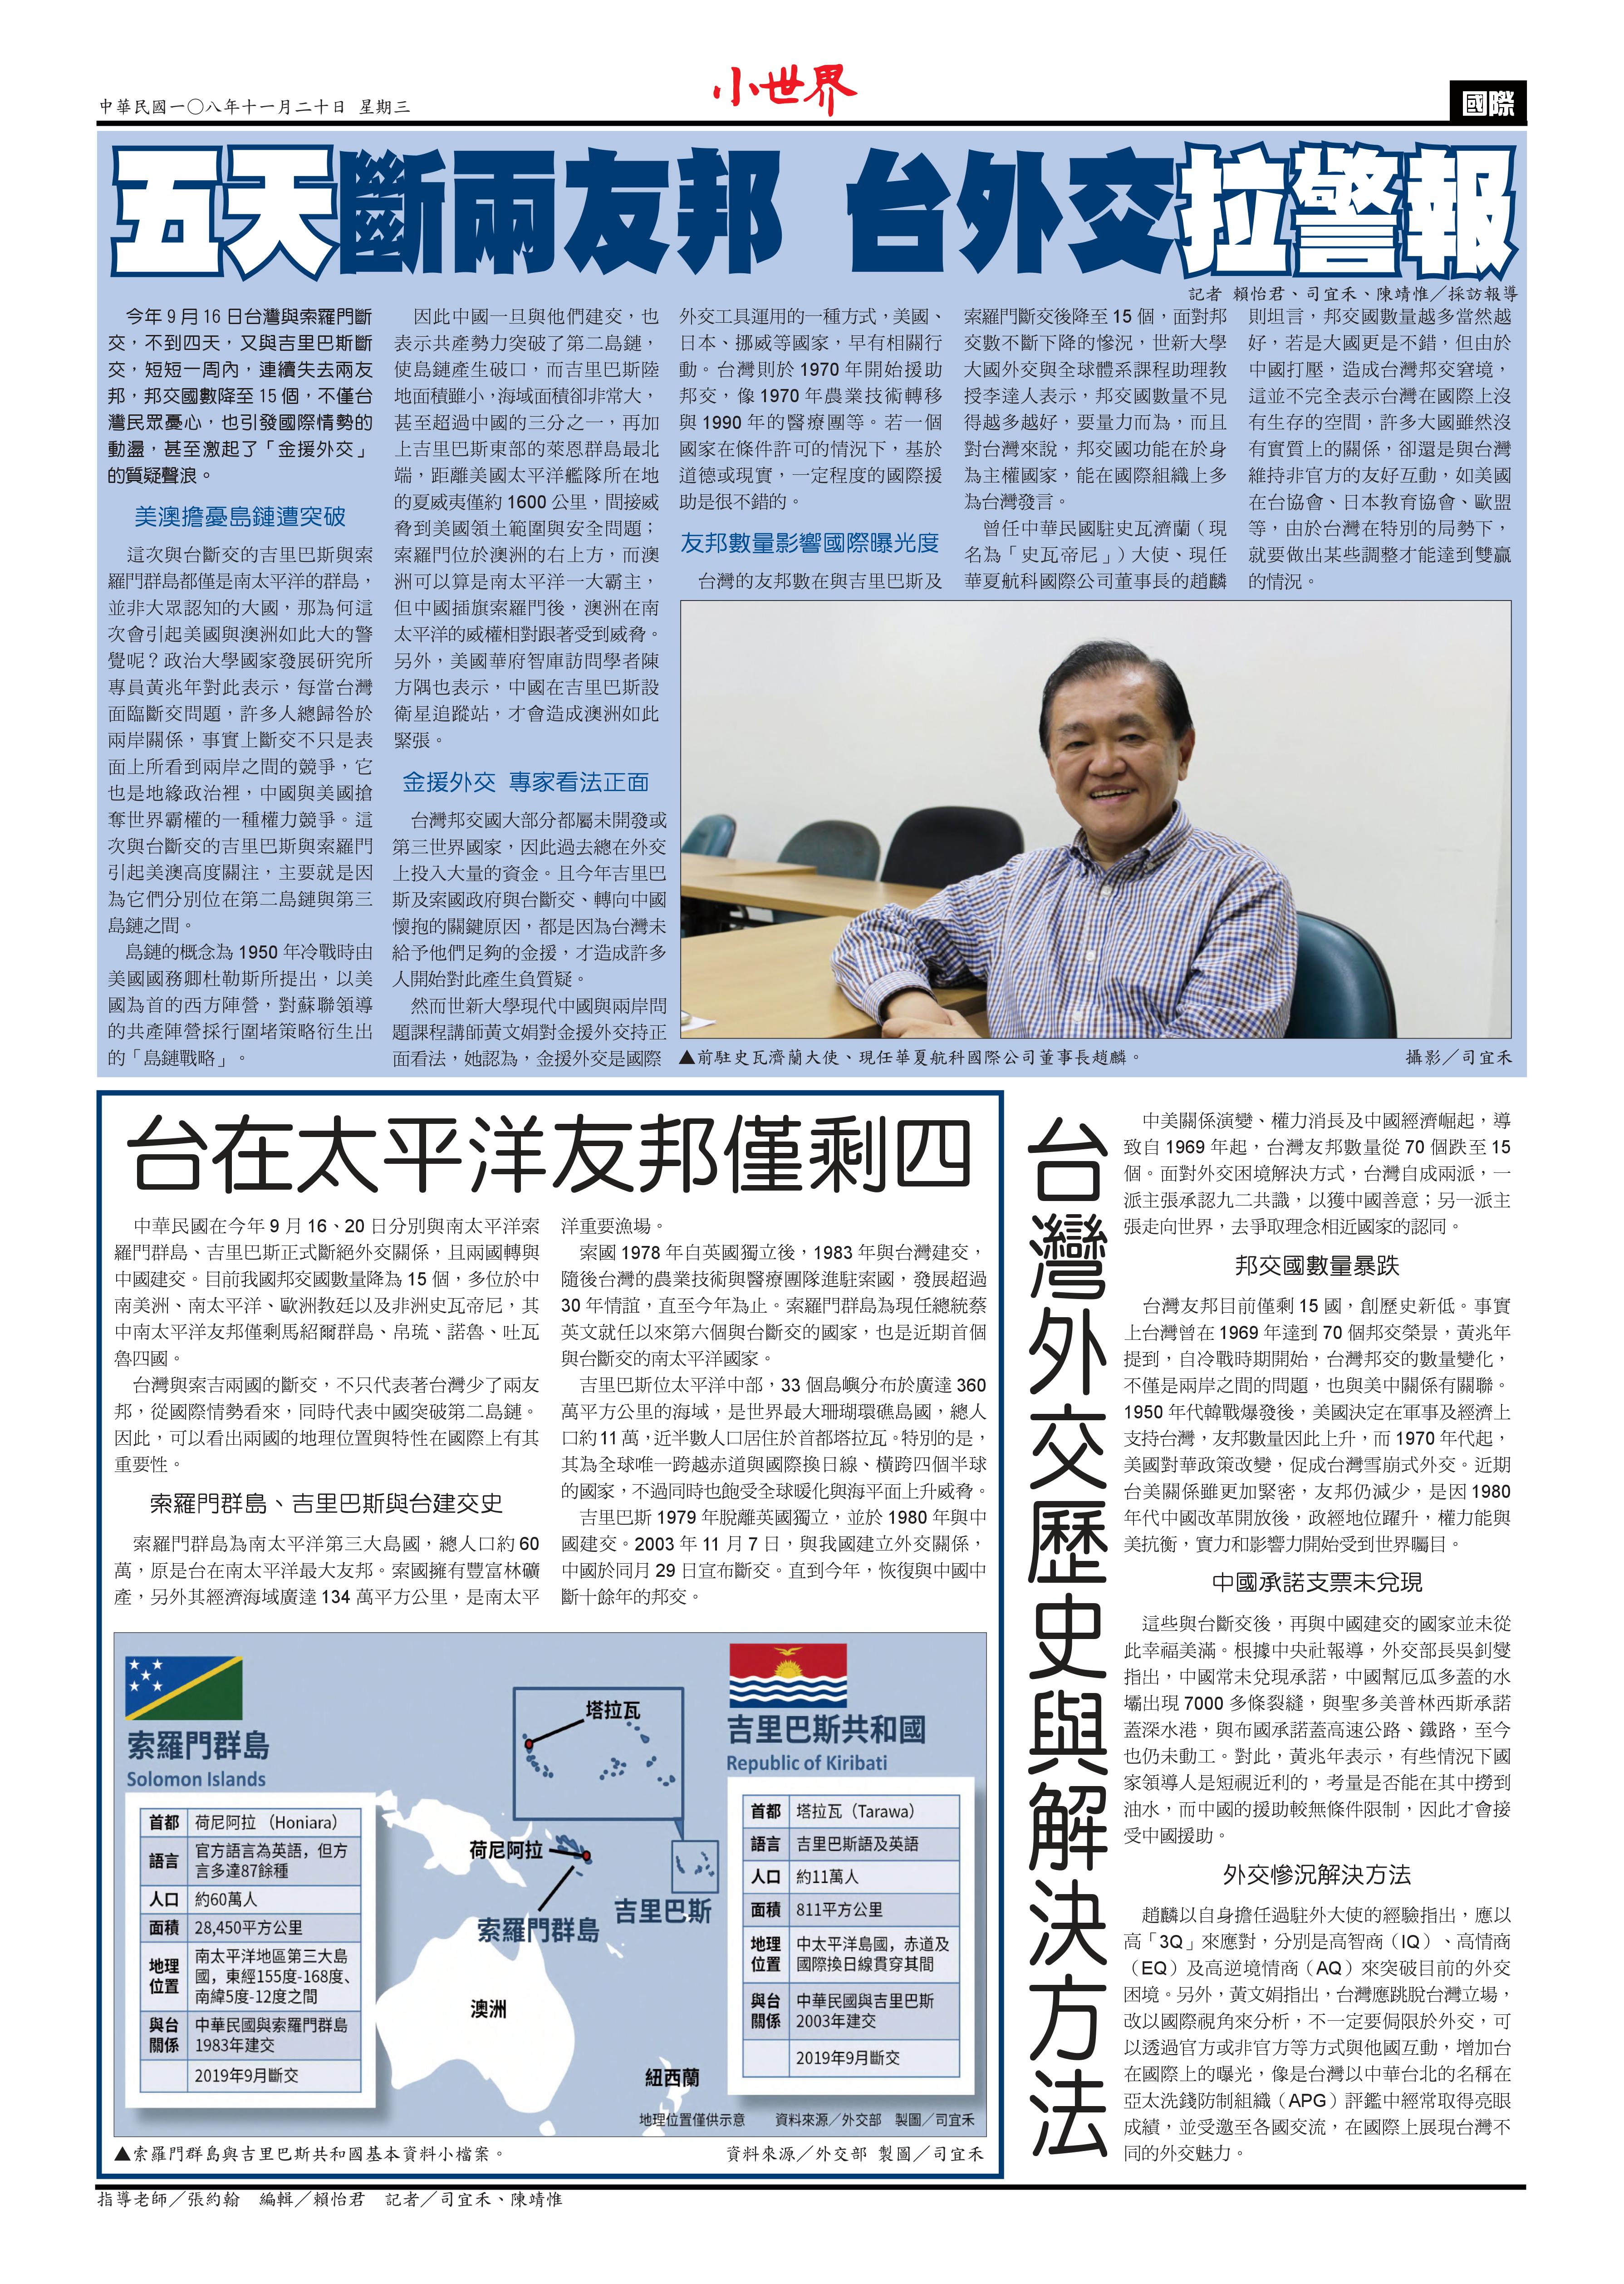 中華民國一〇八年十一月二十日 星期三
小世界
國際
五天斷兩友邦 台外交拉警報
記者 賴怡君、司宜禾、陳靖惟／採訪報導
今年 9 月 16 日台灣與索羅門斷
交，不到四天，又與吉里巴斯斷
交，短短一周內，連續失去兩友
邦，邦交國數降至 15 個，不僅台
灣民眾憂心，也引發國際情勢的
動盪，甚至激起了「金援外交」
的質疑聲浪。
美澳擔憂島鏈遭突破
這次與台斷交的吉里巴斯與索
羅門群島都僅是南太平洋的群島，
並非大眾認知的大國，那為何這
次會引起美國與澳洲如此大的警
覺呢？政治大學國家發展研究所
專員黃兆年對此表示，每當台灣
面臨斷交問題，許多人總歸咎於
兩岸關係，事實上斷交不只是表
面上所看到兩岸之間的競爭，它
也是地緣政治裡，中國與美國搶
奪世界霸權的一種權力競爭。這
次與台斷交的吉里巴斯與索羅門
引起美澳高度關注，主要就是因
為它們分別位在第二島鏈與第三
島鏈之間。
島鏈的概念為 1950 年冷戰時由
美國國務卿杜勒斯所提出，以美
國為首的西方陣營，對蘇聯領導
的共產陣營採行圍堵策略衍生出
的「島鏈戰略」。
因此中國一旦與他們建交，也
表示共產勢力突破了第二島鏈，
使島鏈產生破口，而吉里巴斯陸
地面積雖小，海域面積卻非常大，
甚至超過中國的三分之一，再加
上吉里巴斯東部的萊恩群島最北
端，距離美國太平洋艦隊所在地
的夏威夷僅約 1600 公里，間接威
脅到美國領土範圍與安全問題；
索羅門位於澳洲的右上方，而澳
洲可以算是南太平洋一大霸主，
但中國插旗索羅門後，澳洲在南
太平洋的威權相對跟著受到威脅。
另外，美國華府智庫訪問學者陳
方隅也表示，中國在吉里巴斯設
衛星追蹤站，才會造成澳洲如此
緊張。
金援外交 專家看法正面
台灣邦交國大部分都屬未開發或
第三世界國家，因此過去總在外交
上投入大量的資金。且今年吉里巴
斯及索國政府與台斷交、轉向中國
懷抱的關鍵原因，都是因為台灣未
給予他們足夠的金援，才造成許多
人開始對此產生負質疑。
然而世新大學現代中國與兩岸問
題課程講師黃文娟對金援外交持正
面看法，她認為，金援外交是國際
外交工具運用的一種方式，美國、
日本、挪威等國家，早有相關行
動。台灣則於 1970 年開始援助
邦交，像 1970 年農業技術轉移
與 1990 年的醫療團等。若一個
國家在條件許可的情況下，基於
道德或現實，一定程度的國際援
助是很不錯的。
友邦數量影響國際曝光度
台灣的友邦數在與吉里巴斯及
索羅門斷交後降至 15 個，面對邦
交數不斷下降的慘況，世新大學
大國外交與全球體系課程助理教
授李達人表示，邦交國數量不見
得越多越好，要量力而為，而且
對台灣來說，邦交國功能在於身
為主權國家，能在國際組織上多
為台灣發言。
曾任中華民國駐史瓦濟蘭（現
名為「史瓦帝尼」）大使、現任
華夏航科國際公司董事長的趙麟
則坦言，邦交國數量越多當然越
好，若是大國更是不錯，但由於
中國打壓，造成台灣邦交窘境，
這並不完全表示台灣在國際上沒
有生存的空間，許多大國雖然沒
有實質上的關係，卻還是與台灣
維持非官方的友好互動，如美國
在台協會、日本教育協會、歐盟
等，由於台灣在特別的局勢下，
就要做出某些調整才能達到雙贏
的情況。
▲前駐史瓦濟蘭大使、現任華夏航科國際公司董事長趙麟。 攝影／司宜禾
台在太平洋友邦僅剩四
中華民國在今年 9 月 16、20 日分別與南太平洋索
羅門群島、吉里巴斯正式斷絕外交關係，且兩國轉與
中國建交。目前我國邦交國數量降為 15 個，多位於中
南美洲、南太平洋、歐洲教廷以及非洲史瓦帝尼，其
中南太平洋友邦僅剩馬紹爾群島、帛琉、諾魯、吐瓦
魯四國。
台灣與索吉兩國的斷交，不只代表著台灣少了兩友
邦，從國際情勢看來，同時代表中國突破第二島鏈。
因此，可以看出兩國的地理位置與特性在國際上有其
重要性。
索羅門群島、吉里巴斯與台建交史
索羅門群島為南太平洋第三大島國，總人口約 60
萬，原是台在南太平洋最大友邦。索國擁有豐富林礦
產，另外其經濟海域廣達 134 萬平方公里，是南太平
洋重要漁場。
索國 1978 年自英國獨立後，1983 年與台灣建交，
隨後台灣的農業技術與醫療團隊進駐索國，發展超過
30 年情誼，直至今年為止。索羅門群島為現任總統蔡
英文就任以來第六個與台斷交的國家，也是近期首個
與台斷交的南太平洋國家。
吉里巴斯位太平洋中部，33 個島嶼分布於廣達 360
萬平方公里的海域，是世界最大珊瑚環礁島國，總人
口約 11 萬，近半數人口居住於首都塔拉瓦。特別的是，
其為全球唯一跨越赤道與國際換日線、橫跨四個半球
的國家，不過同時也飽受全球暖化與海平面上升威脅。
吉里巴斯 1979 年脫離英國獨立，並於 1980 年與中
國建交。2003 年 11 月 7 日，與我國建立外交關係，
中國於同月 29 日宣布斷交。直到今年，恢復與中國中
斷十餘年的邦交。
索羅門群島
Solomon Islands
首都 荷尼阿拉 （Honiara）
語言 官方語言為英語，但方
言多達87餘種
人口 約60萬人
面積 28,450平方公里
地理位置 南太平洋地區第三大島
國，東經155度-168度、
南緯5度-12度之間
與台關係 中華民國與索羅門群島
1983年建交
2019年9月斷交
塔拉瓦
荷尼阿拉
索羅門群島
吉里巴斯
澳洲
紐西蘭
吉里巴斯共和國
Republic of Kiribati
首都 塔拉瓦（Tarawa）
語言 吉里巴斯語及英語
人口 約11萬人
面積 811平方公里
地理位置 中太平洋島國，赤道及
國際換日線貫穿其間
與台關係 中華民國與吉里巴斯
2003年建交
2019年9月斷交
地理位置僅供示意 資料來源／外交部 製圖／司宜禾
▲索羅門群島與吉里巴斯共和國基本資料小檔案。 資料來源／外交部 製圖／司宜禾
台灣外交歷史與解決方法
中美關係演變、權力消長及中國經濟崛起，導
致自 1969 年起，台灣友邦數量從 70 個跌至 15
個。面對外交困境解決方式，台灣自成兩派，一
派主張承認九二共識，以獲中國善意；另一派主
張走向世界，去爭取理念相近國家的認同。
邦交國數量暴跌
台灣友邦目前僅剩 15 國，創歷史新低。事實
上台灣曾在 1969 年達到 70 個邦交榮景，黃兆年
提到，自冷戰時期開始，台灣邦交的數量變化，
不僅是兩岸之間的問題，也與美中關係有關聯。
1950 年代韓戰爆發後，美國決定在軍事及經濟上
支持台灣，友邦數量因此上升，而 1970 年代起，
美國對華政策改變，促成台灣雪崩式外交。近期
台美關係雖更加緊密，友邦仍減少，是因 1980
年代中國改革開放後，政經地位躍升，權力能與
美抗衡，實力和影響力開始受到世界矚目。
中國承諾支票未兌現
這些與台斷交後，再與中國建交的國家並未從
此幸福美滿。根據中央社報導，外交部長吳釗燮
指出，中國常未兌現承諾，中國幫厄瓜多蓋的水
壩出現 7000 多條裂縫，與聖多美普林西斯承諾
蓋深水港，與布國承諾蓋高速公路、鐵路，至今
也仍未動工。對此，黃兆年表示，有些情況下國
家領導人是短視近利的，考量是否能在其中撈到
油水，而中國的援助較無條件限制，因此才會接
受中國援助。
外交慘況解決方法
趙麟以自身擔任過駐外大使的經驗指出，應以
高「3Q」來應對，分別是高智商（IQ）、高情商
（EQ）及高逆境情商（AQ）來突破目前的外交
困境。另外，黃文娟指出，台灣應跳脫台灣立場，
改以國際視角來分析，不一定要侷限於外交，可
以透過官方或非官方等方式與他國互動，增加台
在國際上的曝光，像是台灣以中華台北的名稱在
亞太洗錢防制組織（APG）評鑑中經常取得亮眼
成績，並受邀至各國交流，在國際上展現台灣不
同的外交魅力。
指導老師／張約翰 編輯／賴怡君 記者／司宜禾、陳靖惟